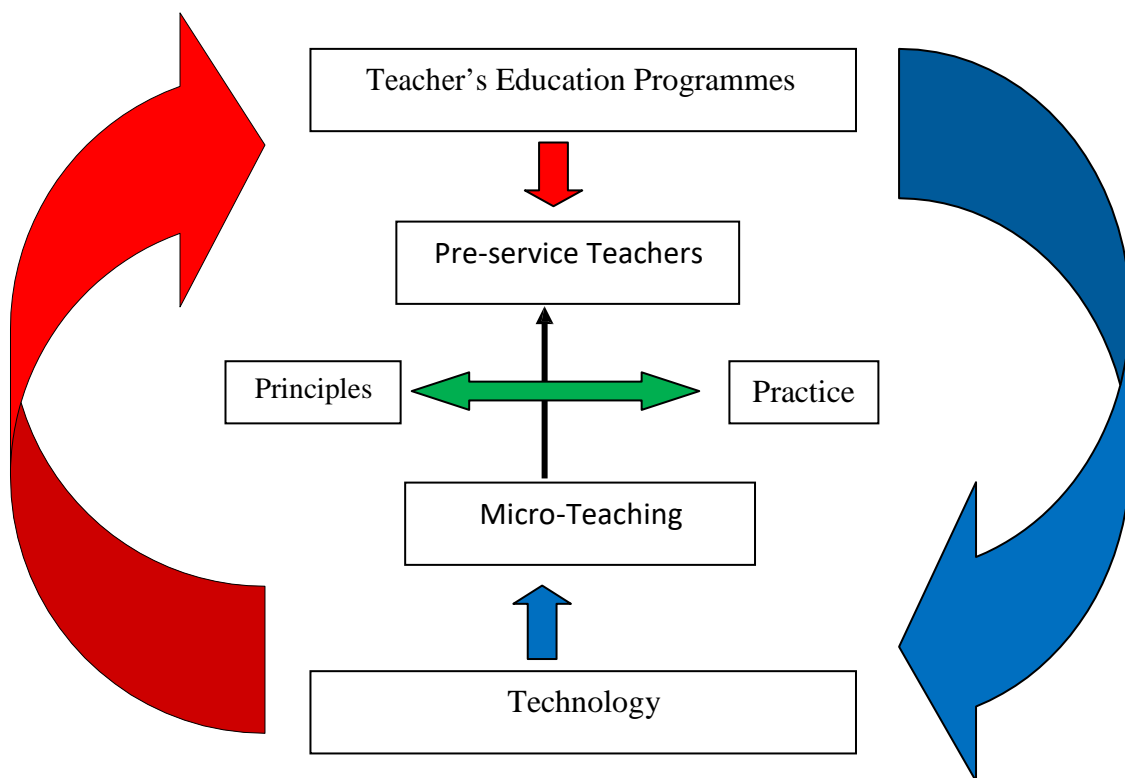 Teacher’s Education Programmes
Pre-service Teachers
Principles
Practice
Micro-Teaching
Technology